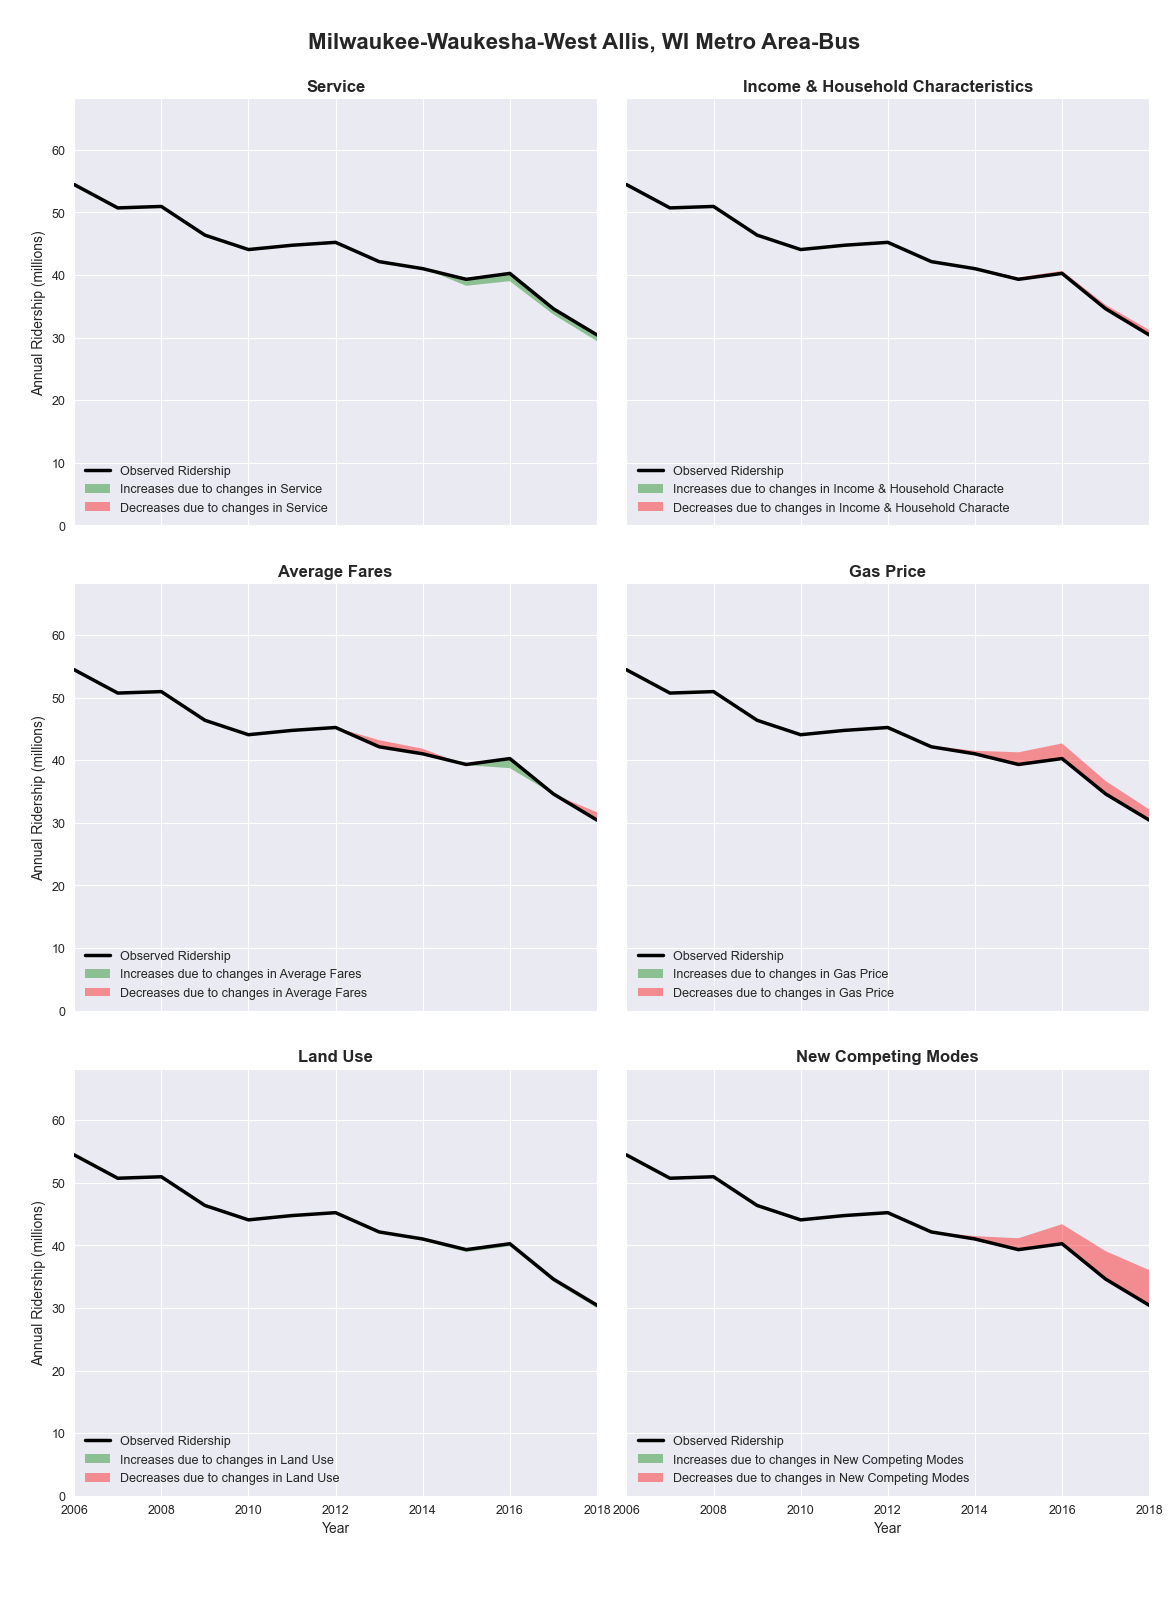 Milwaukee-Waukesha-West Allis, WI Metro Area-Bus
Service
Annual Ridership (millions)
60
50
40
30
20
10
0
Observed Ridership
Increases due to changes in Service
Decreases due to changes in Service
Income & Household Characteristics
Observed Ridership
Increases due to changes in Income & Household Characte
Decreases due to changes in Income & Household Characte
Average Fares
Annual Ridership (millions)
60
50
40
30
20
10
0
Observed Ridership
Increases due to changes in Average Fares
Decreases due to changes in Average Fares
Gas Price
Observed Ridership
Increases due to changes in Gas Price
Decreases due to changes in Gas Price
Land Use
Annual Ridership (millions)
60
50
40
30
20
10
0
Observed Ridership
Increases due to changes in Land Use
Decreases due to changes in Land Use
2006 2008 2010 2012 2014 2016 2018
Year
New Competing Modes
Observed Ridership
Increases due to changes in New Competing Modes
Decreases due to changes in New Competing Modes
2006 2008 2010 2012 2014 2016 2018
Year